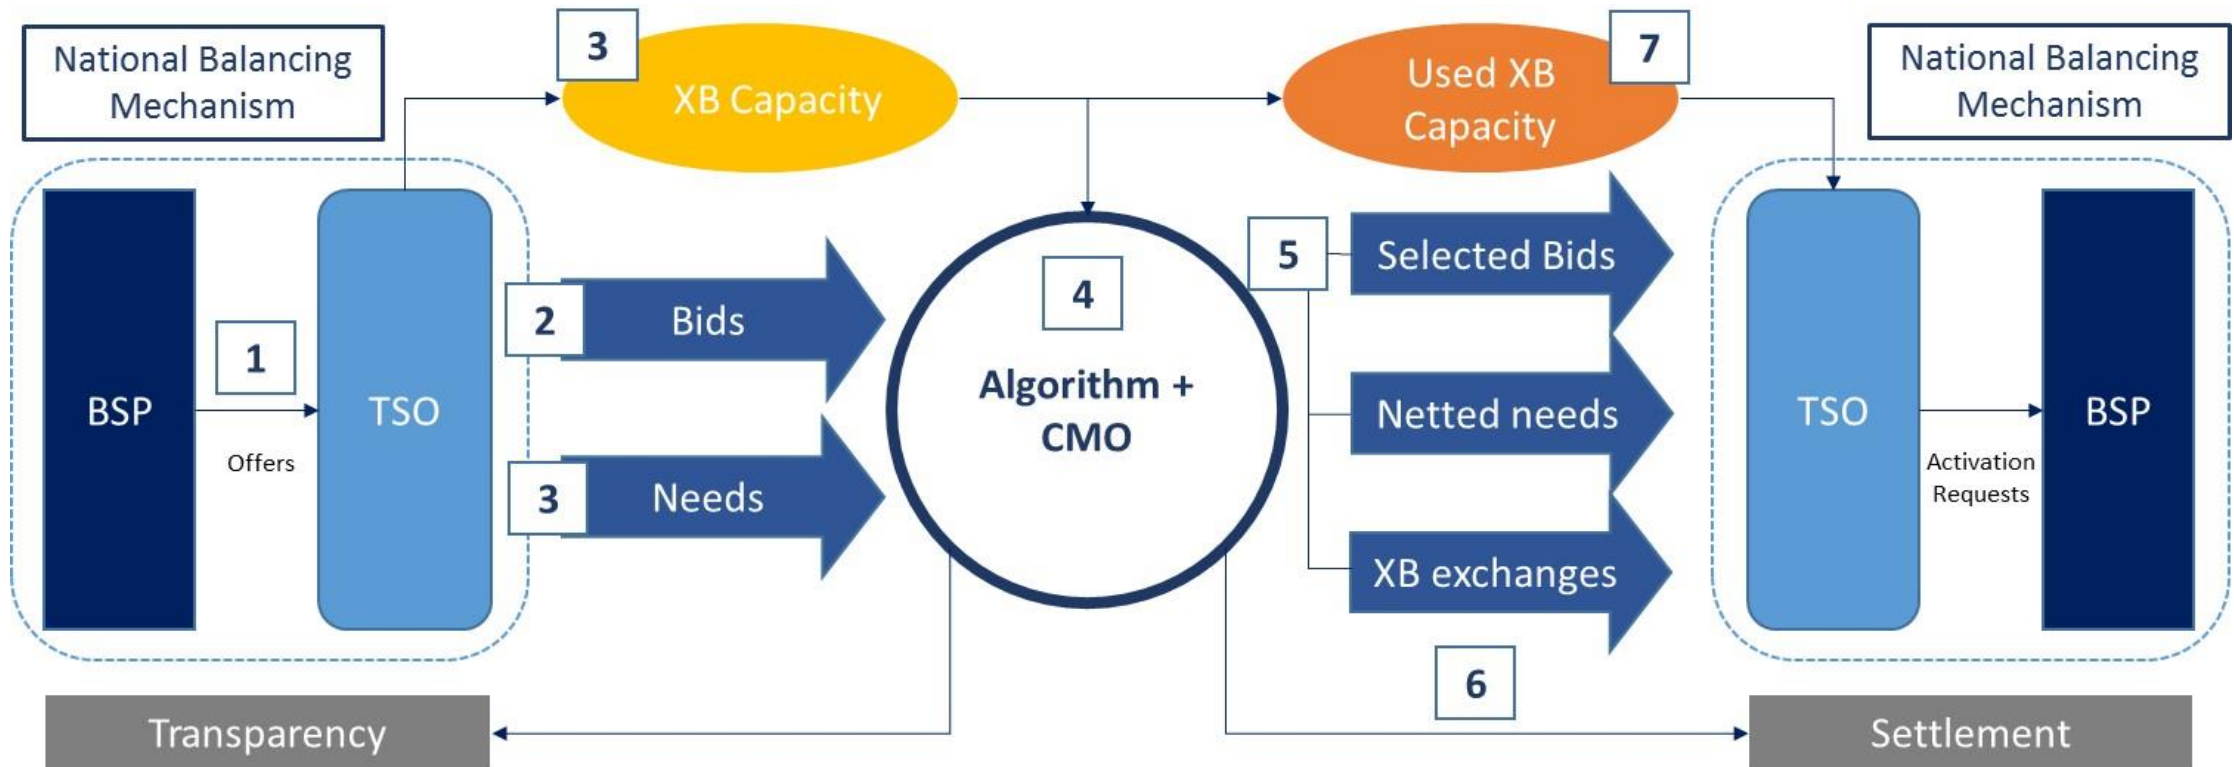 National Balancing
Mechanism
3
XB Capacity
Used XB
Capacity
7
National Balancing
Mechanism
BSP
1
Offers
TSO
2
Bids
3
Needs
4
Algorithm +
CMO
5
Selected Bids
Netted needs
XB exchanges
TSO
Activation
Requests
BSP
6
Transparency
Settlement